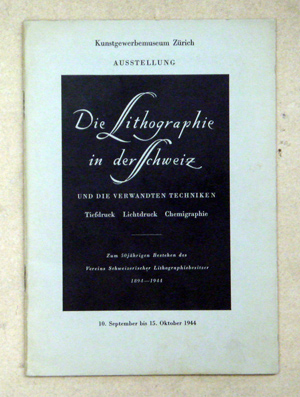 Kunstgewerbemuseum Zürich
AUSSTELLUNG
Die Lithographie
in der Schweiz
UND DIE VERWANDTEN TECHNIKEN
Tiefdruck Lichtdruck Chemigraphie
Zum 50jährigen Bestehen des
Vereins Schweizerischer Lithographiebesitzer
1894—1944
10. September bis 15. Oktober 1944